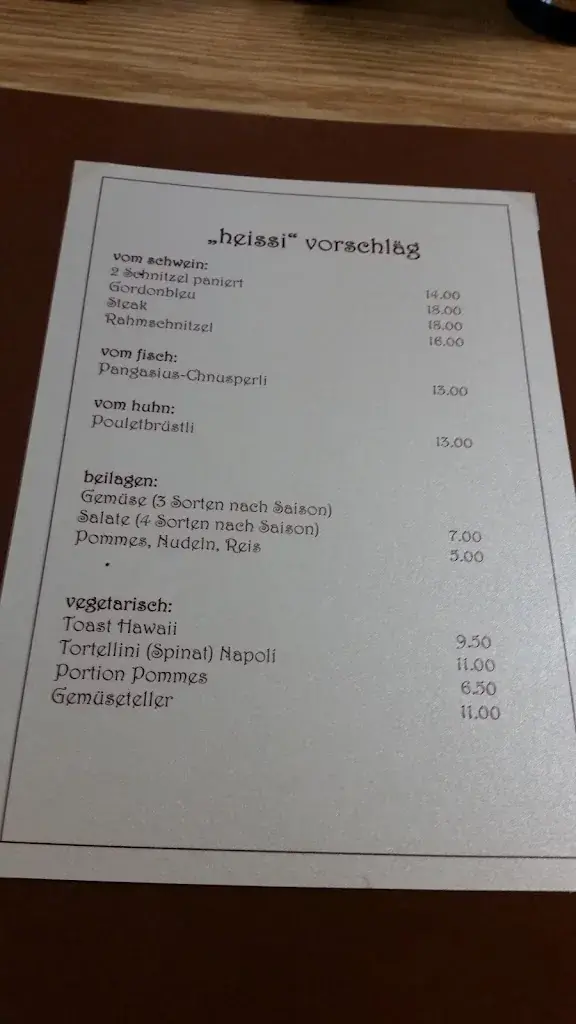 „heissi“ vorschläg
vom schwein:
2 Schnitzel paniert 14.00
Gordonbleu 18.00
Steak 18.00
Rahmschnitzel 16.00
vom fisch:
Pangasius-Chnusperli 13.00
vom huhn:
Pouletbrüstli 13.00
beilagen:
Gemüse (3 Sorten nach Saison)
Salate (4 Sorten nach Saison) 7.00
Pommes, Nudeln, Reis 5.00
vegetarisch:
Toast Hawaii 9.50
Tortellini (Spinat) Napoli 11.00
Portion Pommes 6.50
Gemüseteller 11.00